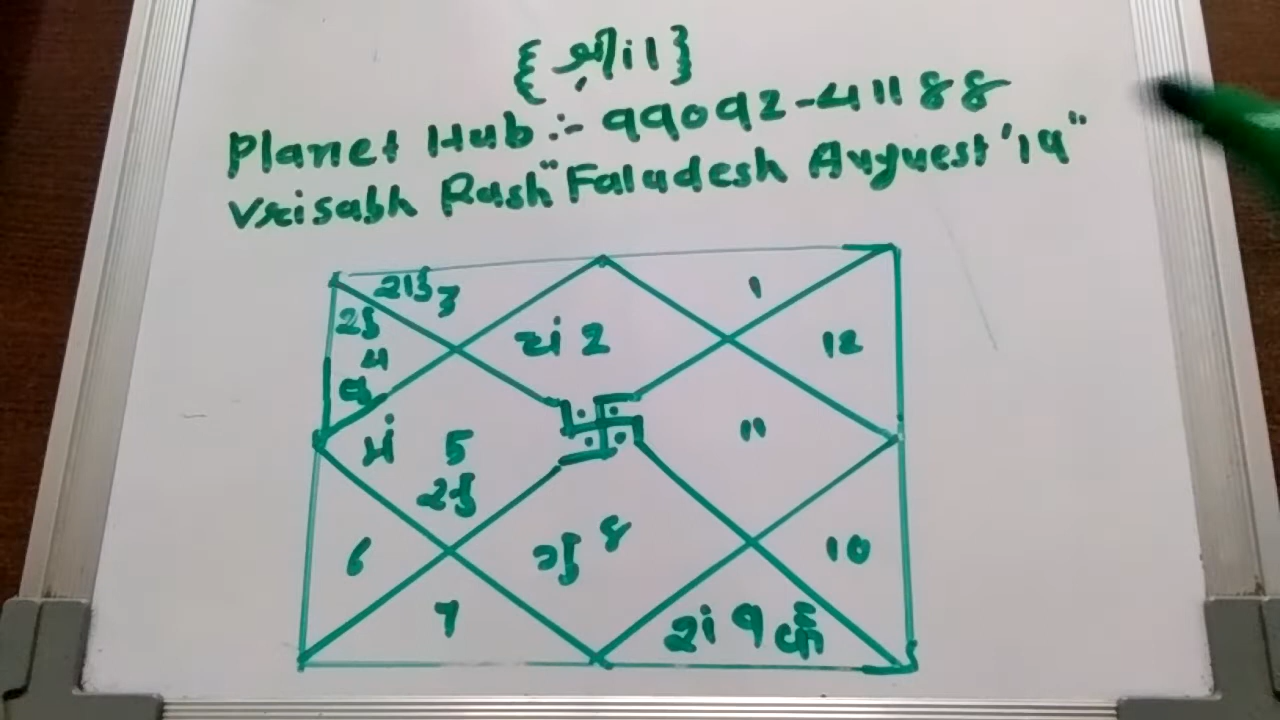 Planet Hub :- 99092-41188
Vrisabh Rash "Faladesh Auguest '19"
રાહુ 3
1
ચં 2
12
4
બુ
મં 5
11
6
ગુ 8
10
7
9 કે